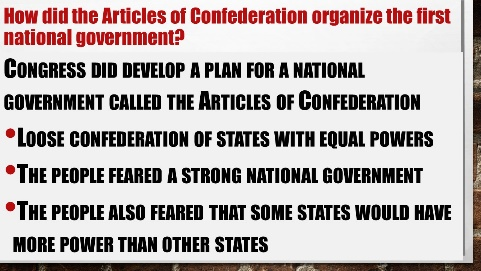 How did the Articles of Confederation organize the first
national government?
Congress did develop a plan for a national
government called the Articles of Confederation
•Loose confederation of states with equal powers
•The people feared a strong national government
•The people also feared that some states would have
more power than other states